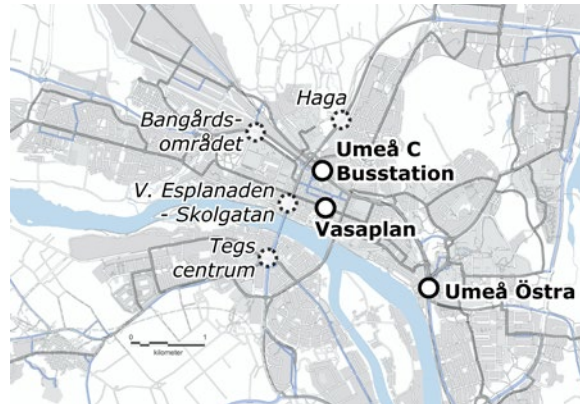 Haga
Bangårds-
området
Umeå C
Busstation
V. Esplanaden
- Skolgatan
Vasaplan
Tegs
centrum
Umeå Östra
0 1
kilometer